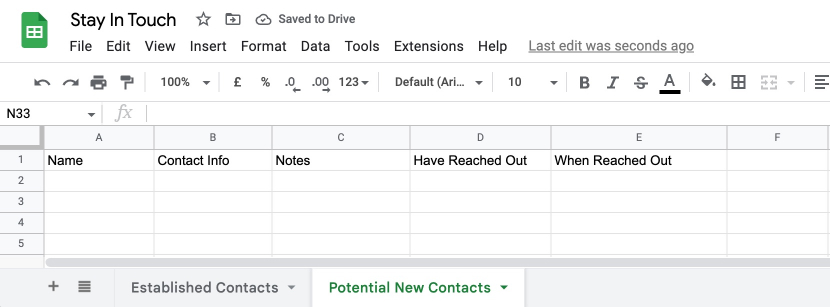 Stay In Touch Saved to Drive
File Edit View Insert Format Data Tools Extensions Help Last edit was seconds ago
100% £ % .0 .00 123 Default (Ari... 10 B I S A
N33 fx
A B C D E F
1 Name Contact Info Notes Have Reached Out When Reached Out
2
3
4
5
+ Established Contacts Potential New Contacts